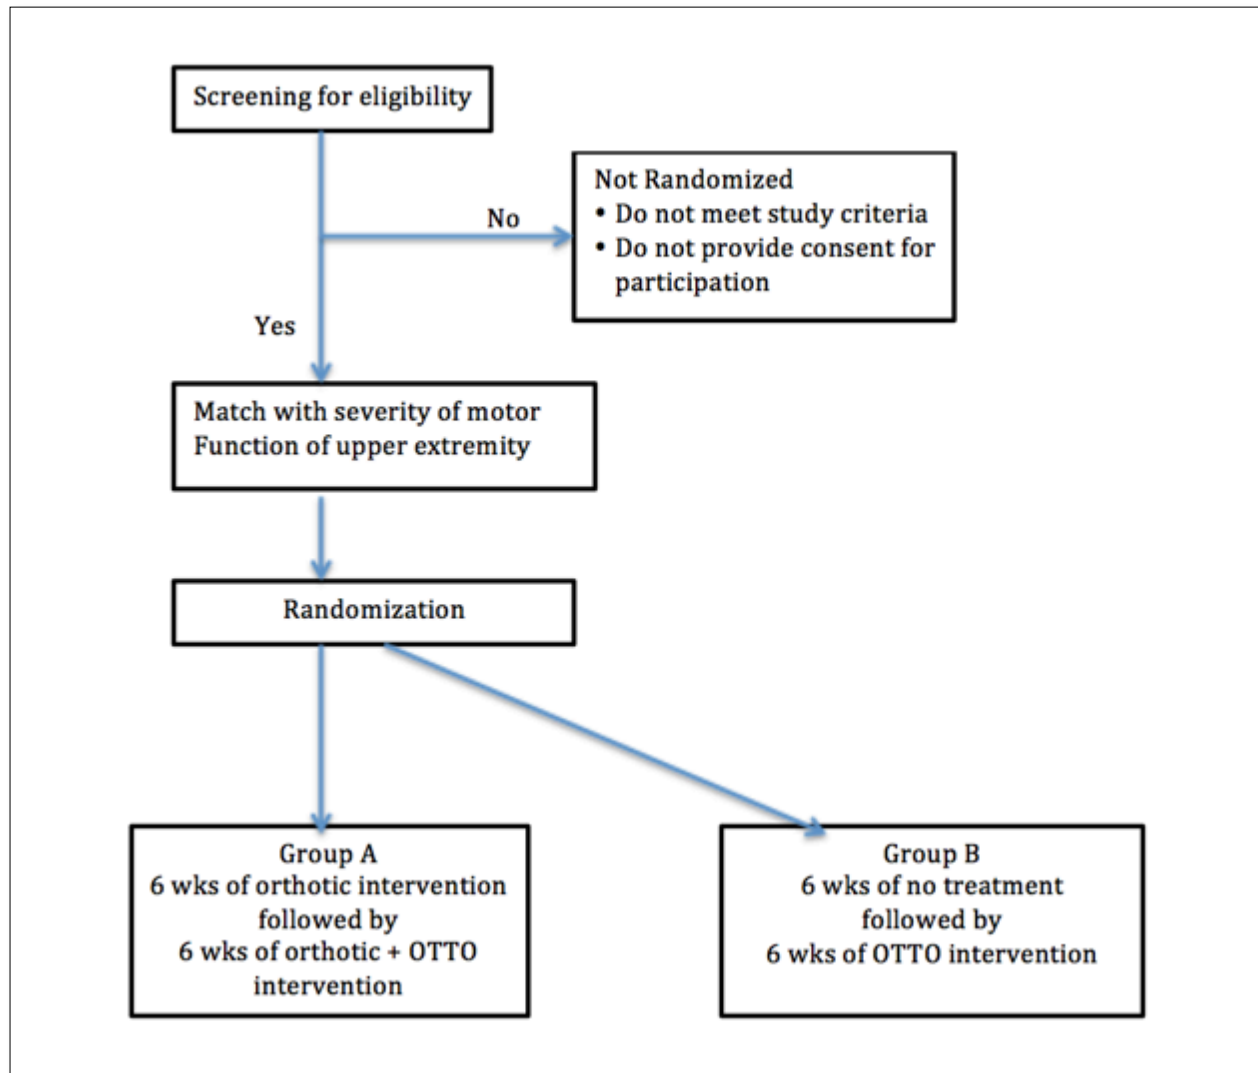 Screening for eligibility
Not Randomized
• Do not meet study criteria
• Do not provide consent for
participation
No
Yes
Match with severity of motor
Function of upper extremity
Randomization
Group A
6 wks of orthotic intervention
followed by
6 wks of orthotic + OTTO
intervention
Group B
6 wks of no treatment
followed by
6 wks of OTTO intervention